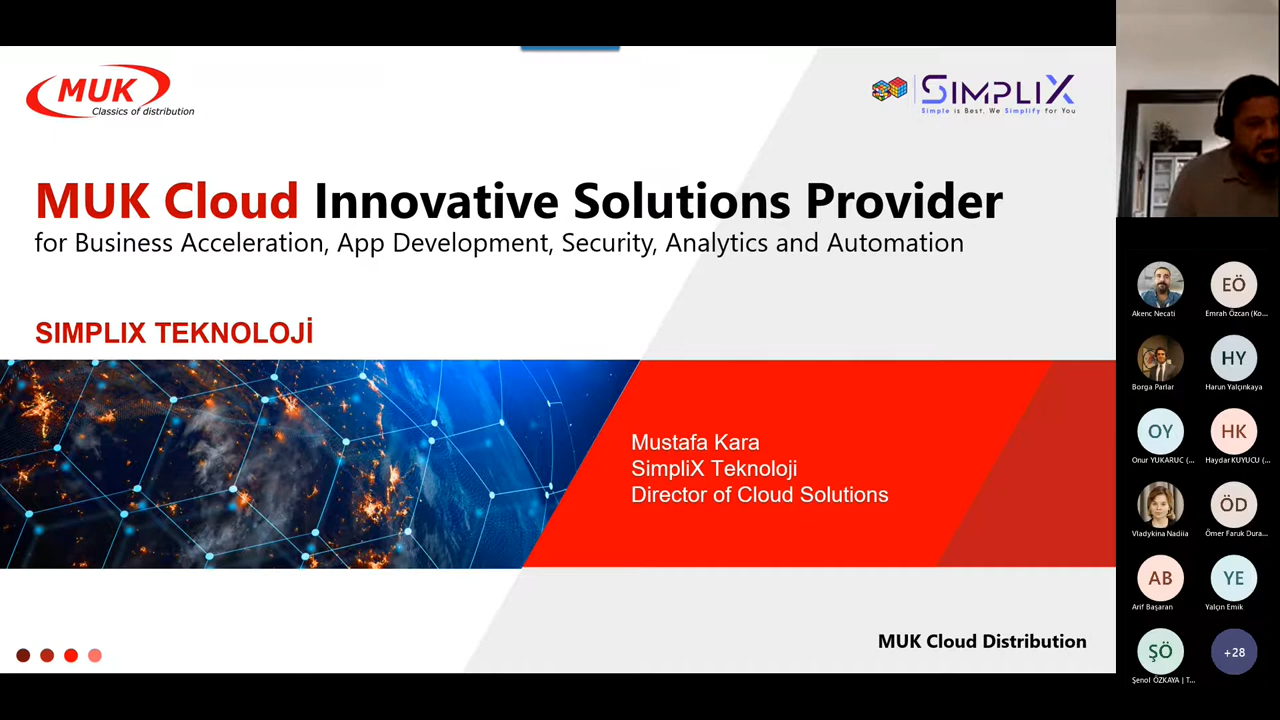 MUK
Classics of distribution
SIMPLIX
Simple is Best. We Simplify for You
MUK Cloud Innovative Solutions Provider
for Business Acceleration, App Development, Security, Analytics and Automation
SIMPLIX TEKNOLOJİ
Mustafa Kara
SimpliX Teknoloji
Director of Cloud Solutions
MUK Cloud Distribution
Akenc Necati
EÖ
Emrah Özcan (Ko...
Borga Parlar
HY
Harun Yalçınkaya
OY
Onur YUKARUC (...
HK
Haydar KUYUCU (...
Vladykina Nadiia
ÖD
Ömer Faruk Dura...
AB
Arif Başaran
YE
Yalçın Emik
ŞÖ
Şenol ÖZKAYA | T...
+28